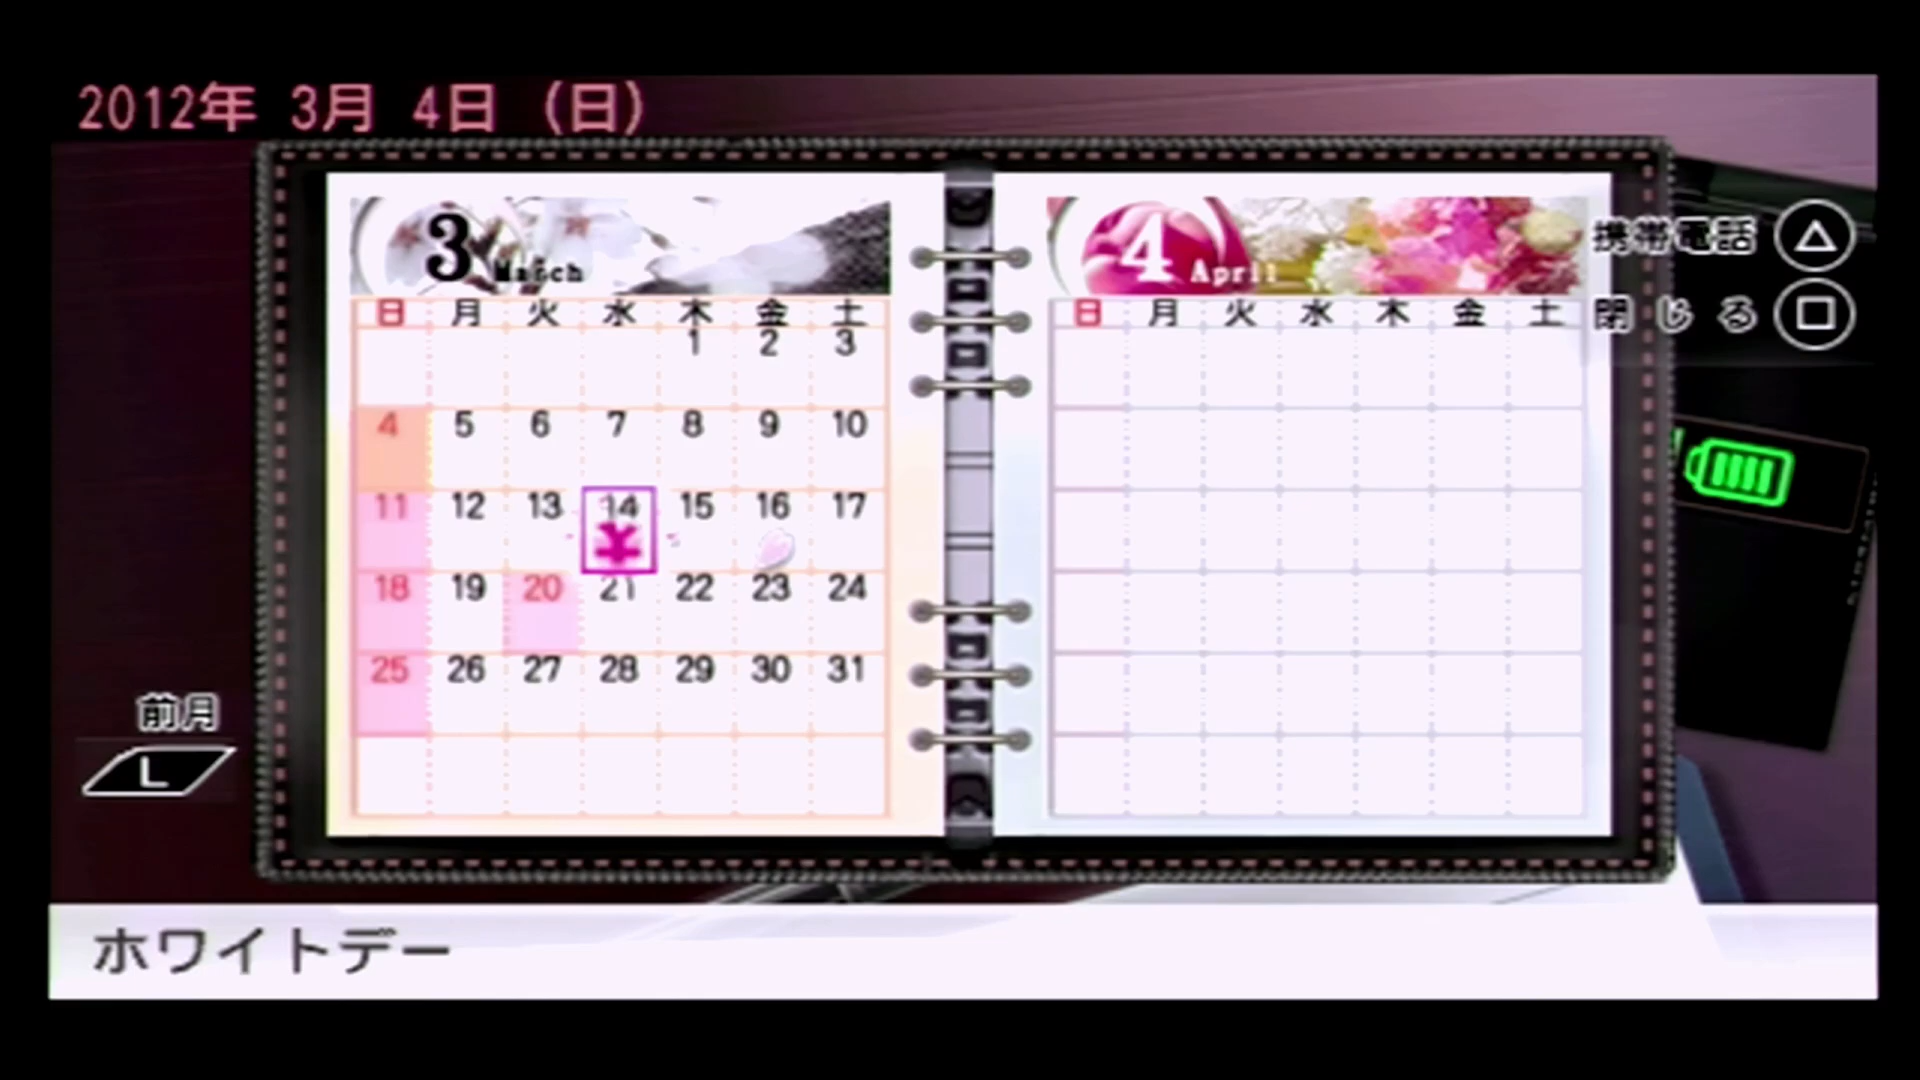 2012年 3月 4日 (日)
3 March
日 月 火 水 木 金 土
1 2 3
4 5 6 7 8 9 10
11 12 13 14 15 16 17
¥
18 19 20 21 22 23 24
25 26 27 28 29 30 31
4 April
日 月 火 水 木 金 土
携帯電話 △
閉じる □
前月
L
ホワイトデー